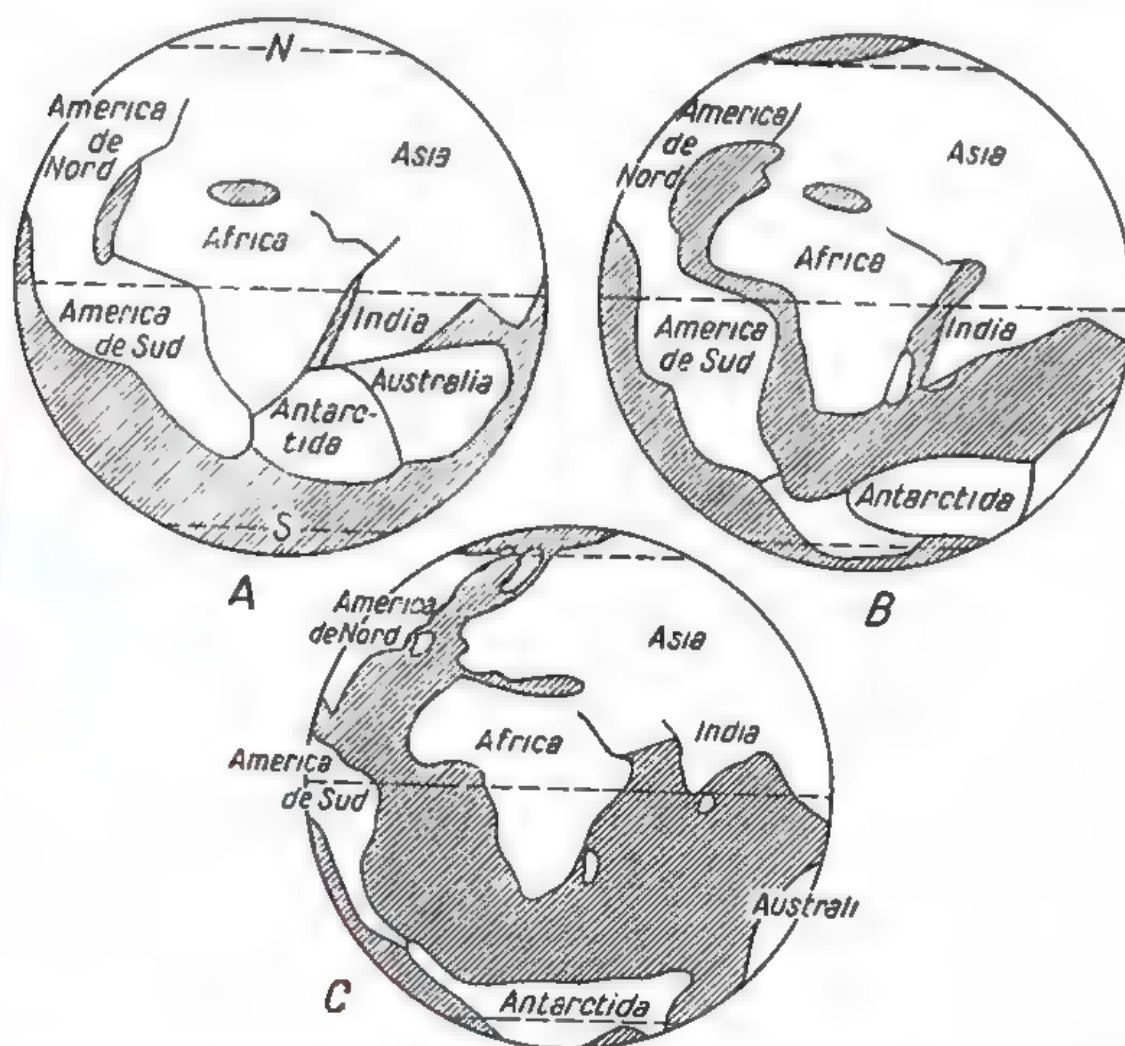 N
America
de
Nord
Asia
Africa
America
de Sud
India
Australia
Antarc-
tida
S
A
America
de
Nord
Asia
Africa
America
de Sud
India
Antarctida
B
America
de Nord
Asia
Africa
India
America
de Sud
Australi
Antarctida
C